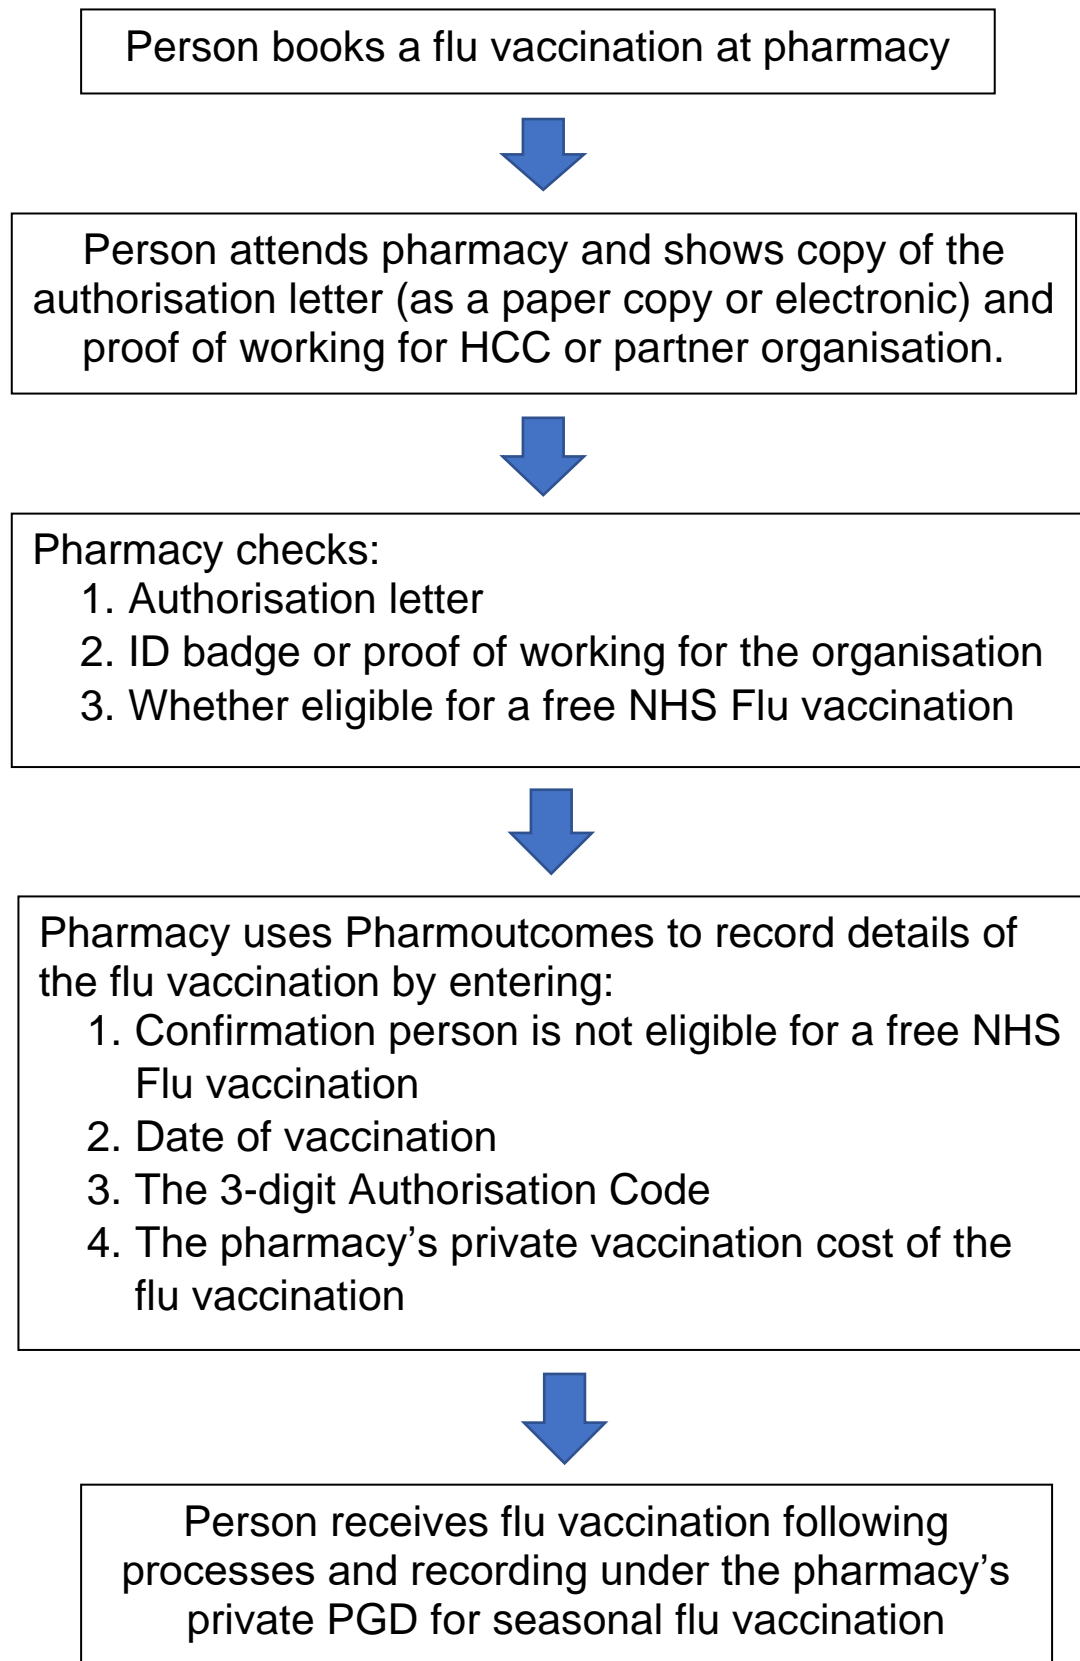 Person books a flu vaccination at pharmacy
Person attends pharmacy and shows copy of the
authorisation letter (as a paper copy or electronic) and
proof of working for HCC or partner organisation.
Pharmacy checks:
1. Authorisation letter
2. ID badge or proof of working for the organisation
3. Whether eligible for a free NHS Flu vaccination
Pharmacy uses Pharmoutcomes to record details of
the flu vaccination by entering:
1. Confirmation person is not eligible for a free NHS
Flu vaccination
2. Date of vaccination
3. The 3-digit Authorisation Code
4. The pharmacy’s private vaccination cost of the
flu vaccination
Person receives flu vaccination following
processes and recording under the pharmacy’s
private PGD for seasonal flu vaccination